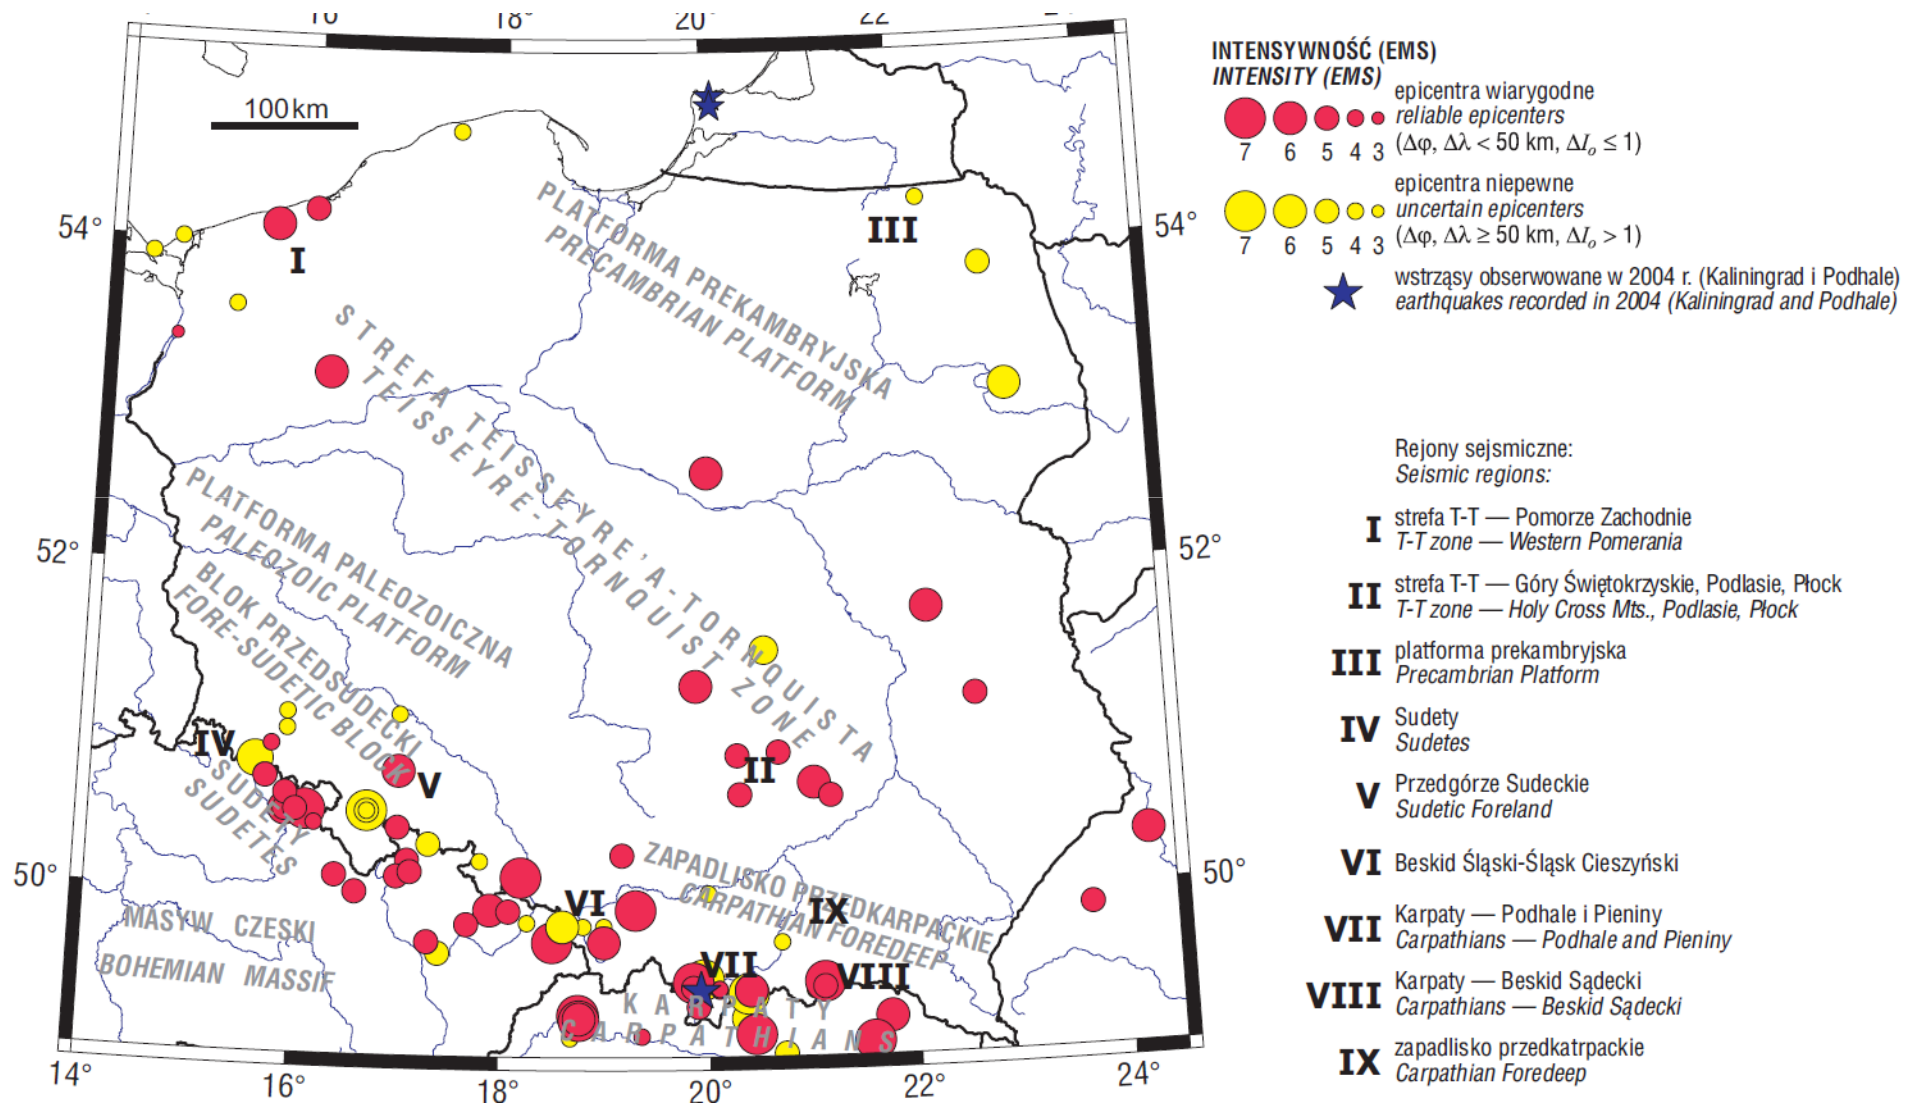 16 18° 20° 22
100 km
54°
52°
50°
54°
52°
50°
14° 16° 18° 20° 22° 24°
PLATFORMA PREKAMBRYJSKA
PRECAMBRIAN PLATFORM
STREFA TEISSEYRE'A-TORNQUISTA
TEISSEYRE-TORNQUIST ZONE
PLATFORMA PALEOZOICZNA
PALEOZOIC PLATFORM
BLOK PRZEDSUDECKI
FORE-SUDETIC BLOCK
SUDETY
SUDETES
MASYW CZESKI
BOHEMIAN MASSIF
ZAPADLISKO PRZEDKARPACKIE
CARPATHIAN FOREDEEP
KARPATY
CARPATHIANS
I
III
IV
V
II
VI
IX
VII
VIII
INTENSYWNOŚĆ (EMS)
INTENSITY (EMS)
epicentra wiarygodne
reliable epicenters
(Δφ, Δλ < 50 km, ΔIo ≤ 1)
7 6 5 4 3
epicentra niepewne
uncertain epicenters
(Δφ, Δλ ≥ 50 km, ΔIo > 1)
7 6 5 4 3
wstrząsy obserwowane w 2004 r. (Kaliningrad i Podhale)
earthquakes recorded in 2004 (Kaliningrad and Podhale)
Rejony sejsmiczne:
Seismic regions:
I strefa T-T — Pomorze Zachodnie
T-T zone — Western Pomerania
II strefa T-T — Góry Świętokrzyskie, Podlasie, Płock
T-T zone — Holy Cross Mts., Podlasie, Płock
III platforma prekambryjska
Precambrian Platform
IV Sudety
Sudetes
V Przedgórze Sudeckie
Sudetic Foreland
VI Beskid Śląski-Śląsk Cieszyński
VII Karpaty — Podhale i Pieniny
Carpathians — Podhale and Pieniny
VIII Karpaty — Beskid Sądecki
Carpathians — Beskid Sądecki
IX zapadlisko przedkatrpackie
Carpathian Foredeep